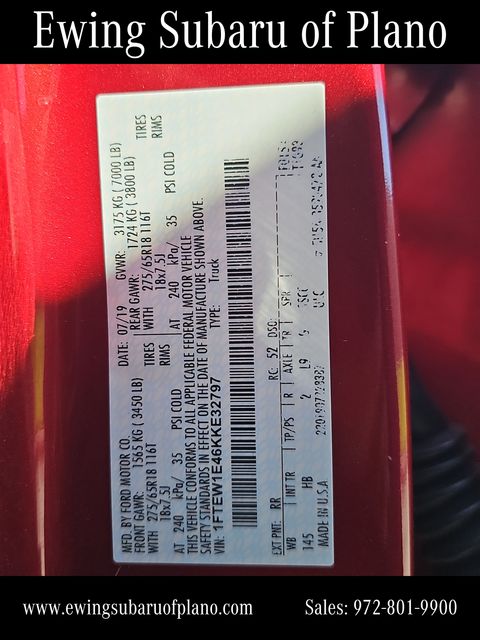 Ewing Subaru of Plano
MFD. BY FORD MOTOR CO.
DATE: 07/19 GVWR: 3175 KG (7000 LB)
FRONT GAWR: 1565 KG (3450 LB) REAR GAWR: 1724 KG (3800 LB)
WITH 275/65R18 116T TIRES WITH 275/65R18 116T TIRES
18x7.5J RIMS 18x7.5J RIMS
AT 240 kPa/ 35 PSI COLD AT 240 kPa/ 35 PSI COLD
THIS VEHICLE CONFORMS TO ALL APPLICABLE FEDERAL MOTOR VEHICLE
SAFETY STANDARDS IN EFFECT ON THE DATE OF MANUFACTURE SHOWN ABOVE.
VIN: 1FTEW1E46KKE32797 TYPE: Truck
EXT PNT: RR RC: 52 DSO:
WB INT TR TP/PS R AXLE TR SPR
145 HB 2 L9
MADE IN U.S.A
www.ewingsubaruofplano.com Sales: 972-801-9900